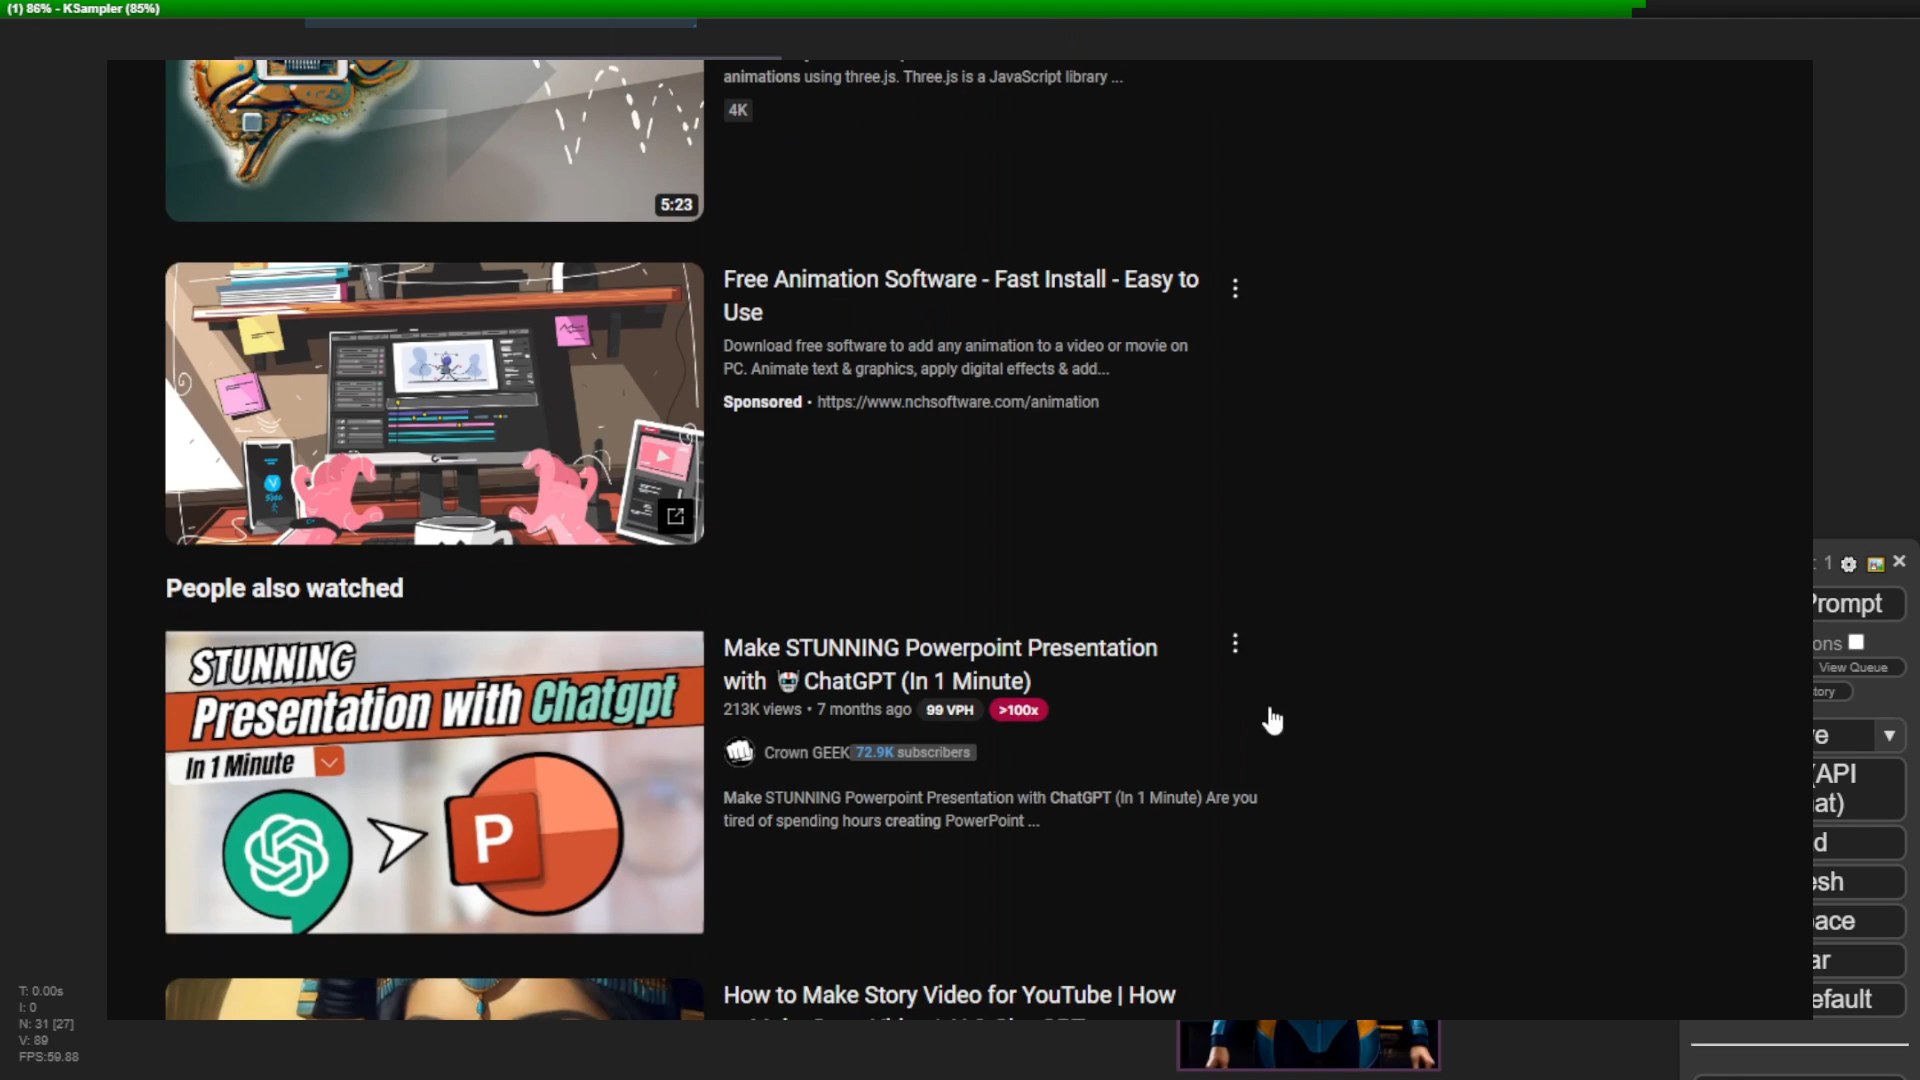 (1) 86% - KSampler (85%)
animations using three.js. Three.js is a JavaScript library ...
4K
5:23
Free Animation Software - Fast Install - Easy to
Use
Download free software to add any animation to a video or movie on
PC. Animate text & graphics, apply digital effects & add...
Sponsored • https://www.nchsoftware.com/animation
People also watched
STUNNING
Presentation with Chatgpt
In 1 Minute
P
Make STUNNING Powerpoint Presentation
with ChatGPT (In 1 Minute)
213K views • 7 months ago 99 VPH >100x
Crown GEEK 72.9K subscribers
Make STUNNING Powerpoint Presentation with ChatGPT (In 1 Minute) Are you
tired of spending hours creating PowerPoint ...
How to Make Story Video for YouTube | How
: 1
Prompt
ons
View Queue
tory
ve
(API
at)
d
esh
pace
ar
efault
T: 0.00s
I: 0
N: 31 [27]
V: 89
FPS:59.88